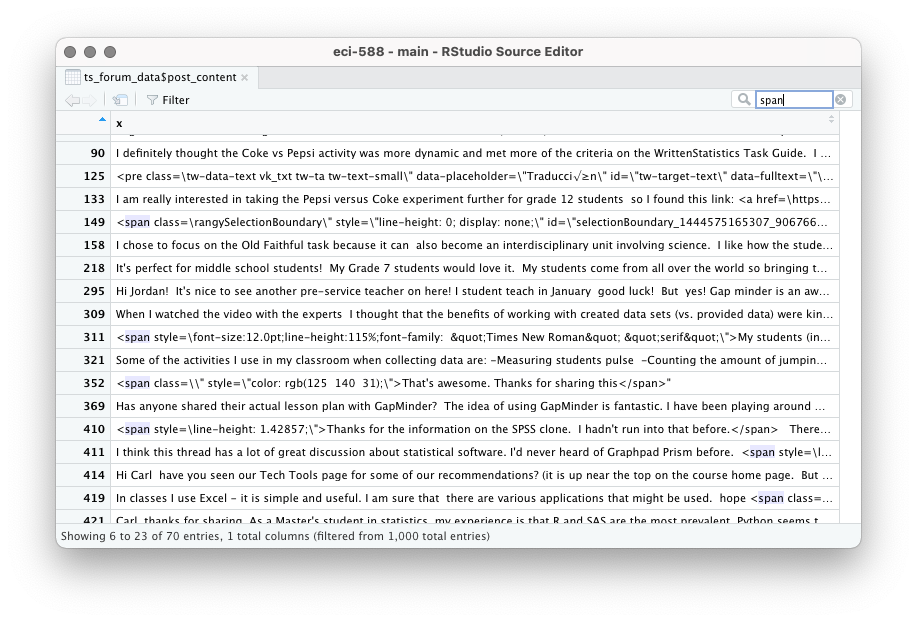 eci-588 - main - RStudio Source Editor
ts_forum_data$post_content
Filter
span
x
90 I definitely thought the Coke vs Pepsi activity was more dynamic and met more of the criteria on the WrittenStatistics Task Guide.  I ...
125 <pre class=\tw-data-text vk_txt tw-ta tw-text-small\" data-placeholder=\"Traducci√≥n\" id=\"tw-target-text\" data-fulltext=\"\...
133 I am really interested in taking the Pepsi versus Coke experiment further for grade 12 students  so I found this link: <a href=\https...
149 <span class=\rangySelectionBoundary\" style=\"line-height: 0; display: none;\" id=\"selectionBoundary_1444575165307_906766...
158 I chose to focus on the Old Faithful task because it can  also become an interdisciplinary unit involving science.  I like how the stude...
218 It's perfect for middle school students!  My Grade 7 students would love it.  My students come from all over the world so bringing t...
295 Hi Jordan!  It's nice to see another pre-service teacher on here! I student teach in January  good luck!  But  yes! Gap minder is an aw...
309 When I watched the video with the experts  I thought that the benefits of working with created data sets (vs. provided data) were kin...
311 <span style=\font-size:12.0pt;line-height:115%;font-family:  &quot;Times New Roman&quot; &quot;serif&quot;\">My students (in...
321 Some of the activities I use in my classroom when collecting data are: -Measuring students pulse  -Counting the amount of jumpin...
352 <span class=\\" style=\"color: rgb(125  140  31);\">That's awesome. Thanks for sharing this</span>"
369 Has anyone shared their actual lesson plan with GapMinder?  The idea of using GapMinder is fantastic. I have been playing around ...
410 <span style=\line-height: 1.42857;\">Thanks for the information on the SPSS clone.  I hadn't run into that before.</span>   There...
411 I think this thread has a lot of great discussion about statistical software. I'd never heard of Graphpad Prism before.  <span style=\l...
414 Hi Carl  have you seen our Tech Tools page for some of our recommendations? (it is up near the top on the course home page.  But ...
419 In classes I use Excel – it is simple and useful. I am sure that  there are various applications that might be used.  hope <span class=...
421 Carl  thanks for sharing. As a Master's student in statistics  my experience is that R and SAS are the most prevalent. Python seems t...
Showing 6 to 23 of 70 entries, 1 total columns (filtered from 1,000 total entries)